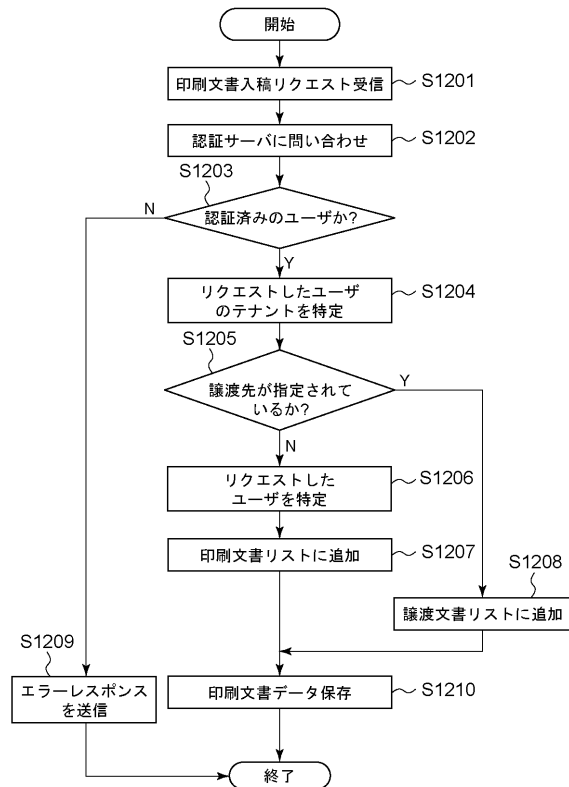 開始
印刷文書入稿リクエスト受信
S1201
認証サーバに問い合わせ
S1202
S1203
N
認証済みのユーザか?
Y
リクエストしたユーザ
のテナントを特定
S1204
S1205
譲渡先が指定されて
いるか?
Y
N
リクエストした
ユーザを特定
S1206
印刷文書リストに追加
S1207
S1208
譲渡文書リストに追加
S1209
エラーレスポンス
を送信
印刷文書データ保存
S1210
終了